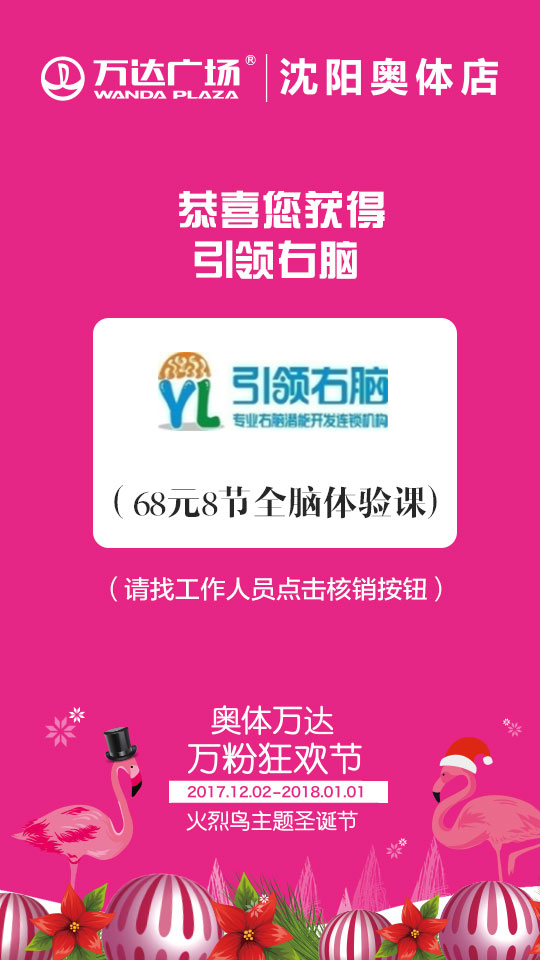 万达广场® 沈阳奥体店
WANDA PLAZA
恭喜您获得
引领右脑
YL 引领右脑
专业右脑潜能开发连锁机构
(68元8节全脑体验课)
(请找工作人员点击核销按钮)
奥体万达
万粉狂欢节
2017.12.02-2018.01.01
火烈鸟主题圣诞节